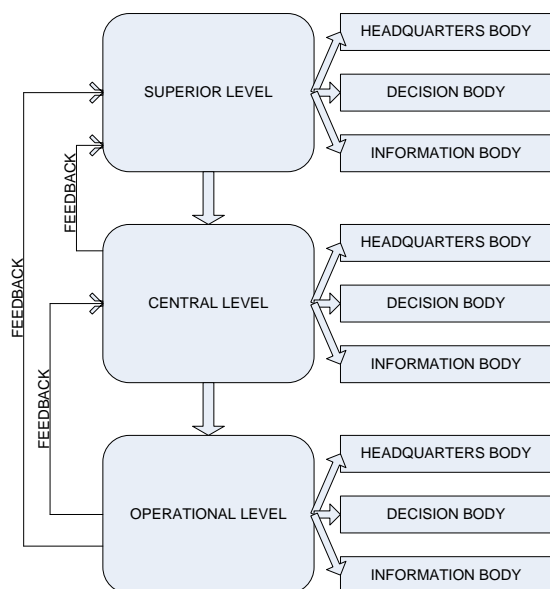 HEADQUARTERS BODY
SUPERIOR LEVEL
DECISION BODY
INFORMATION BODY
FEEDBACK
FEEDBACK
HEADQUARTERS BODY
CENTRAL LEVEL
DECISION BODY
INFORMATION BODY
FEEDBACK
HEADQUARTERS BODY
OPERATIONAL LEVEL
DECISION BODY
INFORMATION BODY